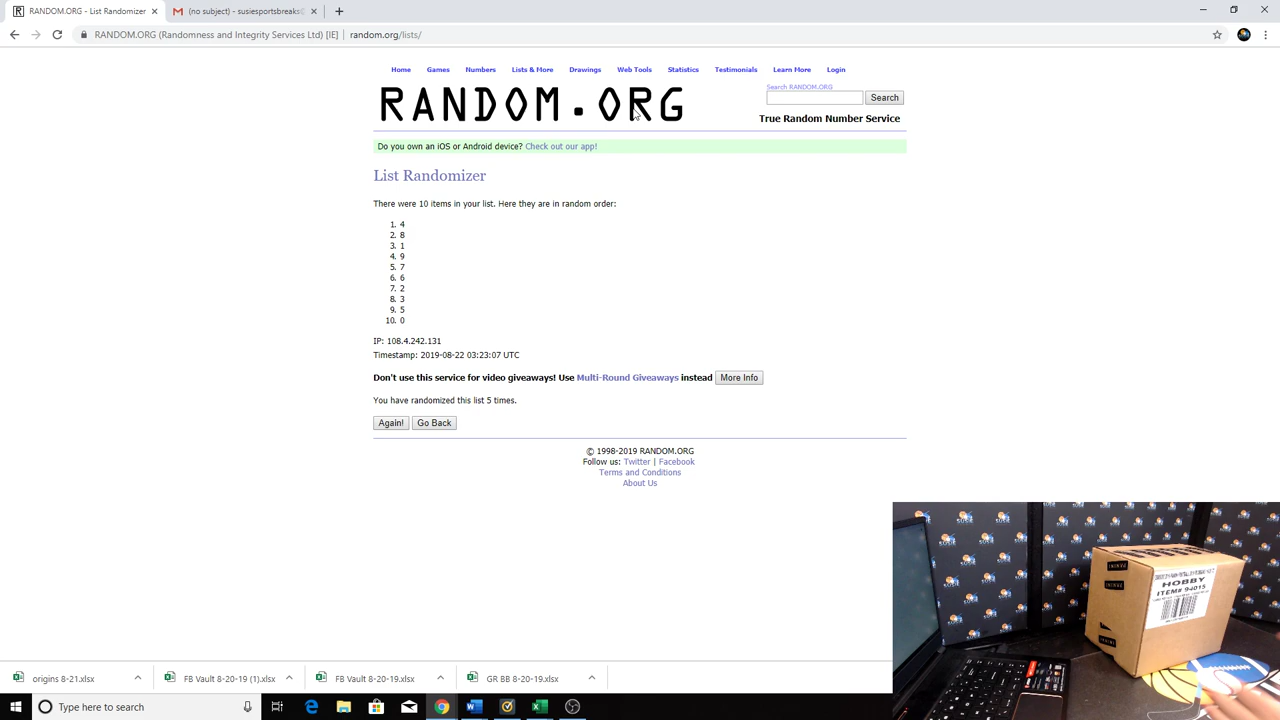 RANDOM.ORG - List Randomizer
(no subject) - susiesportsbreaks@
RANDOM.ORG (Randomness and Integrity Services Ltd) [IE] | random.org/lists/
Home Games Numbers Lists & More Drawings Web Tools Statistics Testimonials Learn More Login
RANDOM.ORG
Search RANDOM.ORG
Search
True Random Number Service
Do you own an iOS or Android device? Check out our app!
List Randomizer
There were 10 items in your list. Here they are in random order:
1. 4
2. 8
3. 1
4. 9
5. 7
6. 6
7. 2
8. 3
9. 5
10. 0
IP: 108.4.242.131
Timestamp: 2019-08-22 03:23:07 UTC
Don't use this service for video giveaways! Use Multi-Round Giveaways instead More Info
You have randomized this list 5 times.
Again! Go Back
© 1998-2019 RANDOM.ORG
Follow us: Twitter | Facebook
Terms and Conditions
About Us
HOBBY
ITEM# 94015
origins 8-21.xlsx
FB Vault 8-20-19 (1).xlsx
FB Vault 8-20-19.xlsx
GR BB 8-20-19.xlsx
Type here to search